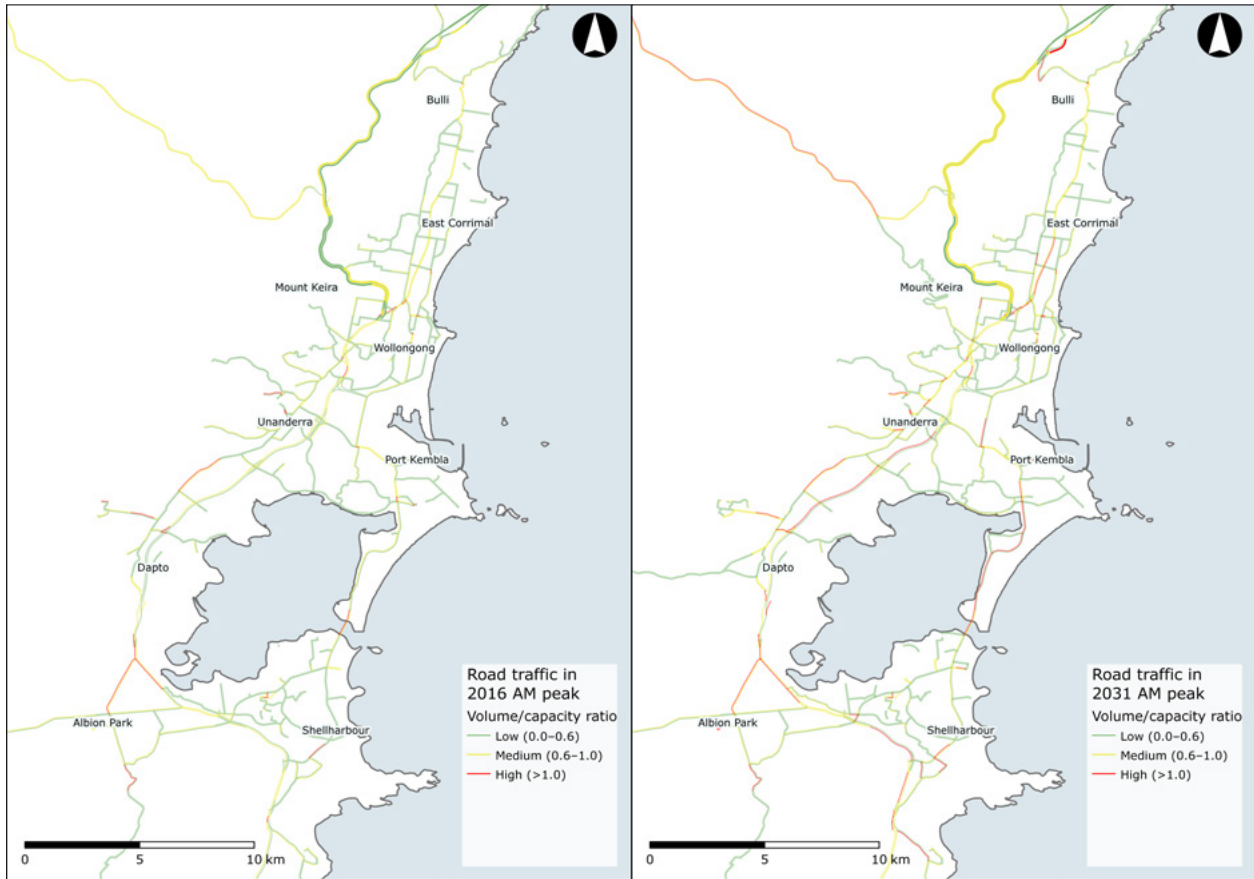 Bulli
East Corrimal
Mount Keira
Wollongong
Unanderra
Port Kembla
Dapto
Albion Park
Shellharbour
Road traffic in
2016 AM peak
Volume/capacity ratio
Low (0.0–0.6)
Medium (0.6–1.0)
High (>1.0)
0 5 10 km
Bulli
East Corrimal
Mount Keira
Wollongong
Unanderra
Port Kembla
Dapto
Albion Park
Shellharbour
Road traffic in
2031 AM peak
Volume/capacity ratio
Low (0.0–0.6)
Medium (0.6–1.0)
High (>1.0)
0 5 10 km